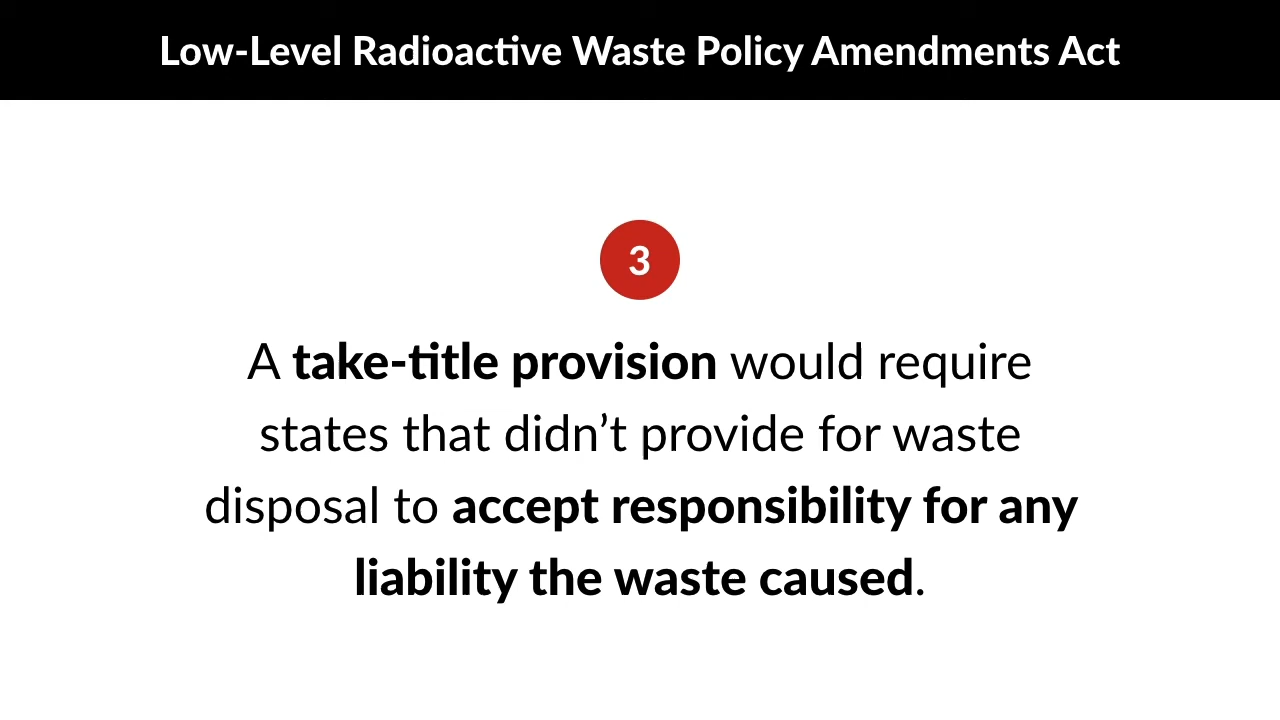 Low-Level Radioactive Waste Policy Amendments Act
3
A take-title provision would require
states that didn’t provide for waste
disposal to accept responsibility for any
liability the waste caused.